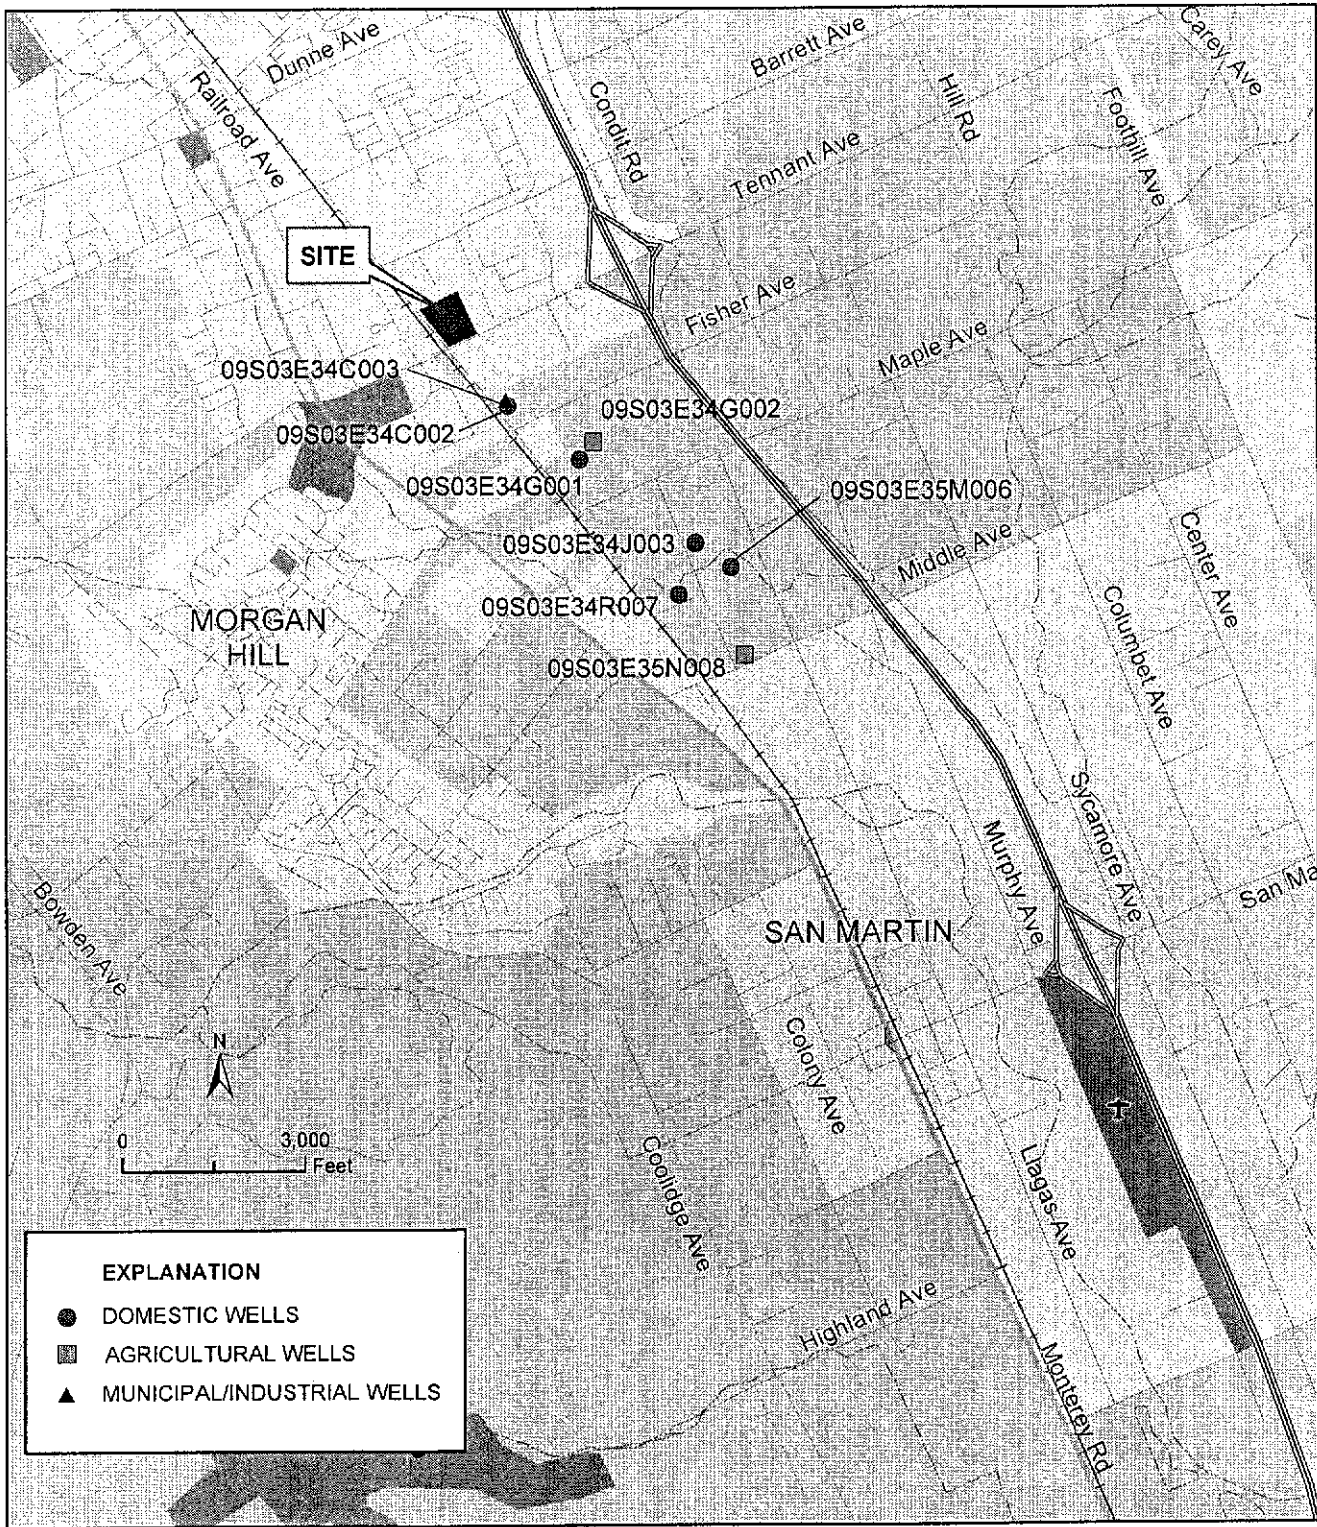 Dunne Ave
Barrett Ave
Carey Ave
Railroad Ave
Condit Rd
Hill Rd
Foothill Ave
Tennant Ave
SITE
Fisher Ave
Maple Ave
09S03E34C003
09S03E34G002
09S03E34C002
09S03E34G001
09S03E35M006
09S03E34J003
Middle Ave
Center Ave
09S03E34R007
Columbet Ave
MORGAN
HILL
09S03E35N008
Sycamore Ave
Murphy Ave
San Ma
Bowden Ave
SAN MARTIN
N
Colony Ave
0 3,000
Feet
Coolidge Ave
Llagas Ave
Highland Ave
Monterey Rd
EXPLANATION
DOMESTIC WELLS
AGRICULTURAL WELLS
MUNICIPAL/INDUSTRIAL WELLS